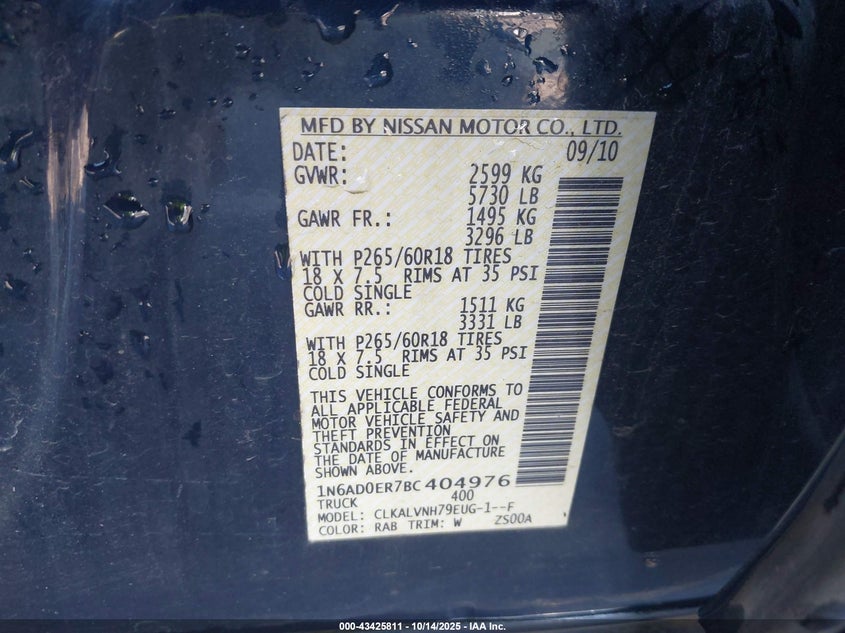 MFD BY NISSAN MOTOR CO., LTD.
DATE: 09/10
GVWR: 2599 KG
5730 LB
GAWR FR.: 1495 KG
3296 LB
WITH P265/60R18 TIRES
18 X 7.5 RIMS AT 35 PSI
COLD SINGLE
GAWR RR.: 1511 KG
3331 LB
WITH P265/60R18 TIRES
18 X 7.5 RIMS AT 35 PSI
COLD SINGLE
THIS VEHICLE CONFORMS TO
ALL APPLICABLE FEDERAL
MOTOR VEHICLE SAFETY AND
THEFT PREVENTION
STANDARDS IN EFFECT ON
THE DATE OF MANUFACTURE
SHOWN ABOVE.
1N6AD0ER7BC404976
TRUCK 400
MODEL: CLKALVNH79EUG-1--F
COLOR: RAB TRIM: W ZS00A
000-43425811 - 10/14/2025 - IAA Inc.